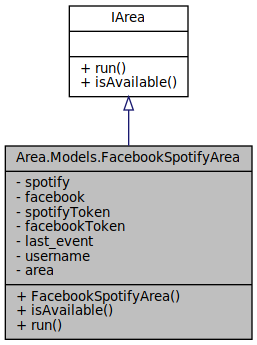 IArea
+ run()
+ isAvailable()
Area.Models.FacebookSpotifyArea
- spotify
- facebook
- spotifyToken
- facebookToken
- last_event
- username
- area
+ FacebookSpotifyArea()
+ isAvailable()
+ run()